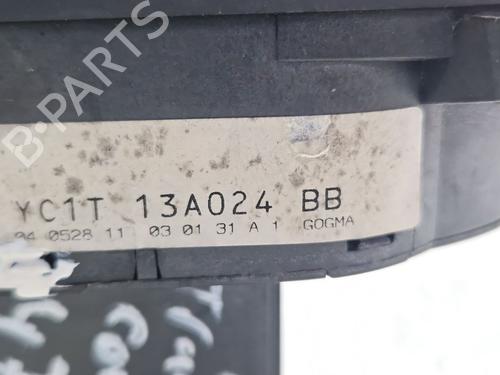 B-PARTS
YC1T 13A024 BB
04 0528 11 03 01 31 A 1 GOGMA